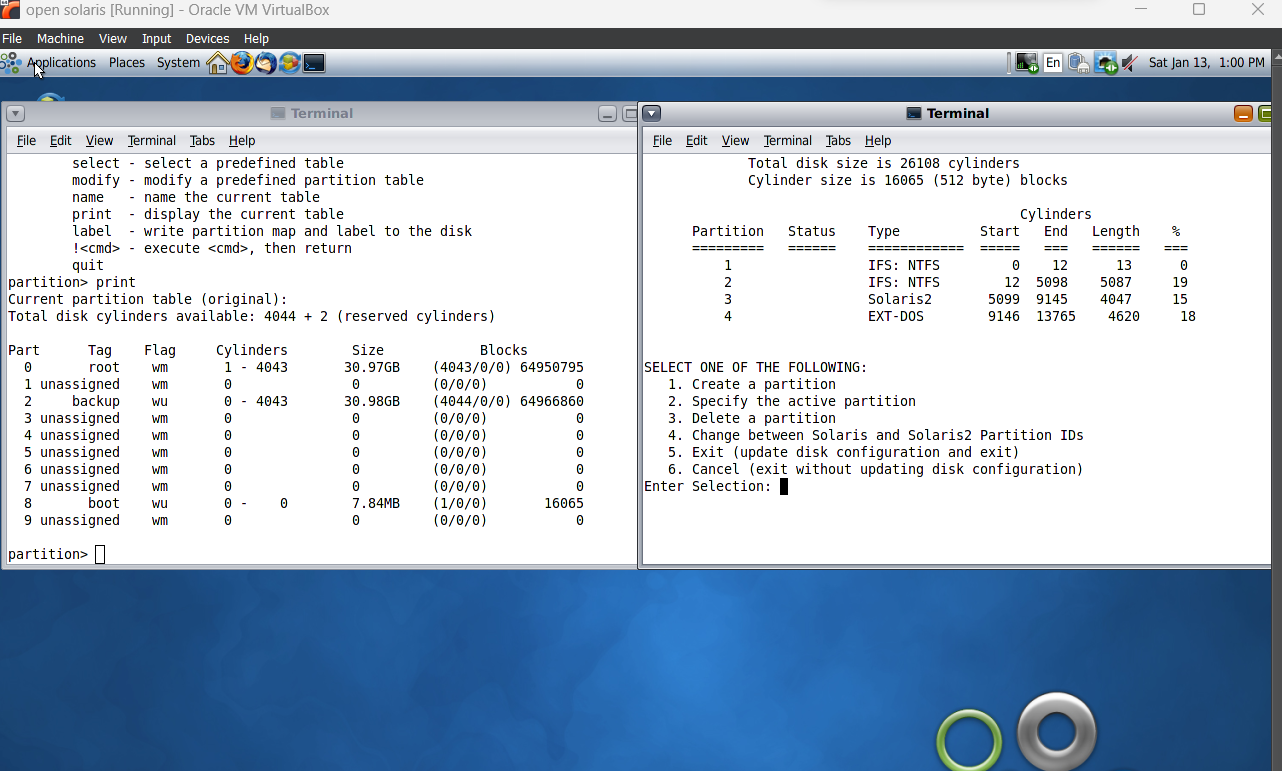 open solaris [Running] - Oracle VM VirtualBox
File Machine View Input Devices Help
Applications Places System En Sat Jan 13, 1:00 PM
Terminal
File Edit View Terminal Tabs Help
select - select a predefined table
modify - modify a predefined partition table
name - name the current table
print - display the current table
label - write partition map and label to the disk
!<cmd> - execute <cmd>, then return
quit
partition> print
Current partition table (original):
Total disk cylinders available: 4044 + 2 (reserved cylinders)
Part Tag Flag Cylinders Size Blocks
0 root wm 1 - 4043 30.97GB (4043/0/0) 64950795
1 unassigned wm 0 0 (0/0/0) 0
2 backup wu 0 - 4043 30.98GB (4044/0/0) 64966860
3 unassigned wm 0 0 (0/0/0) 0
4 unassigned wm 0 0 (0/0/0) 0
5 unassigned wm 0 0 (0/0/0) 0
6 unassigned wm 0 0 (0/0/0) 0
7 unassigned wm 0 0 (0/0/0) 0
8 boot wu 0 - 0 7.84MB (1/0/0) 16065
9 unassigned wm 0 0 (0/0/0) 0
partition>
Terminal
File Edit View Terminal Tabs Help
Total disk size is 26108 cylinders
Cylinder size is 16065 (512 byte) blocks
Cylinders
Partition Status Type Start End Length %
========= ====== ============ ===== === ====== ===
1 IFS: NTFS 0 12 13 0
2 IFS: NTFS 12 5098 5087 19
3 Solaris2 5099 9145 4047 15
4 EXT-DOS 9146 13765 4620 18
SELECT ONE OF THE FOLLOWING:
1. Create a partition
2. Specify the active partition
3. Delete a partition
4. Change between Solaris and Solaris2 Partition IDs
5. Exit (update disk configuration and exit)
6. Cancel (exit without updating disk configuration)
Enter Selection: